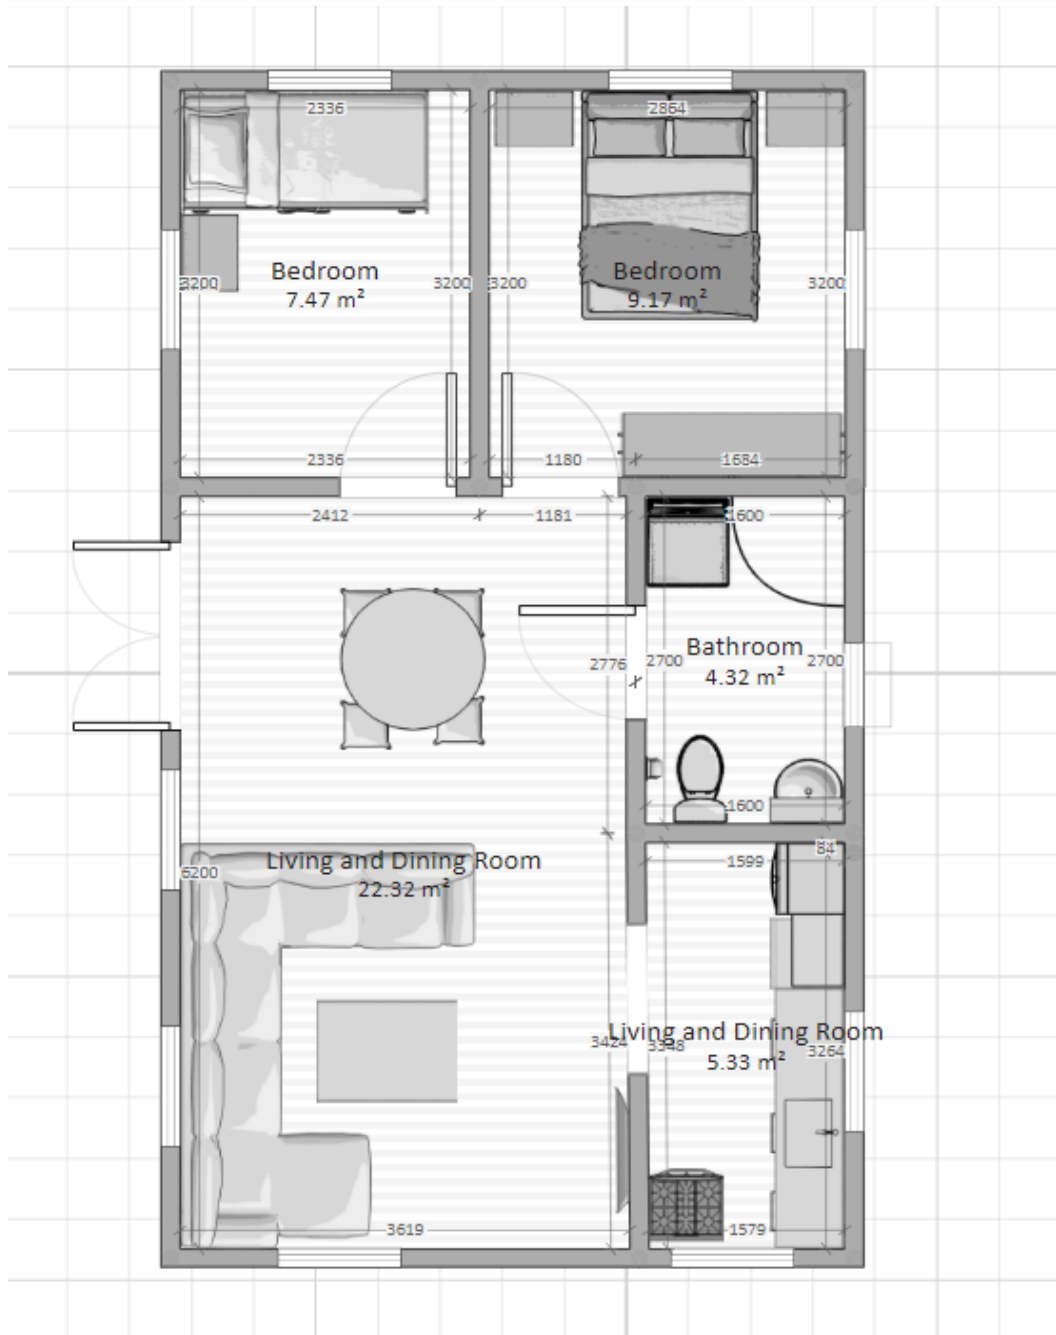 2336
2864
Bedroom
7.47 m²
Bedroom
9.17 m²
3200
3200
3200
3200
2336
1180
1684
2412
1181
1600
Bathroom
4.32 m²
2776
2700
2700
1600
Living and Dining Room
22.32 m²
6200
1599
84
Living and Dining Room
5.33 m²
3424
3348
3264
3619
1579